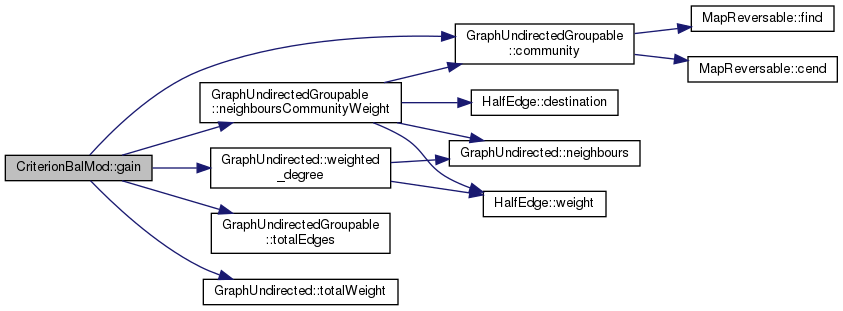 CriterionBalMod::gain
GraphUndirectedGroupable
::community
MapReversable::find
MapReversable::cend
GraphUndirectedGroupable
::neighboursCommunityWeight
HalfEdge::destination
GraphUndirected::neighbours
HalfEdge::weight
GraphUndirected::weighted
_degree
GraphUndirectedGroupable
::totalEdges
GraphUndirected::totalWeight